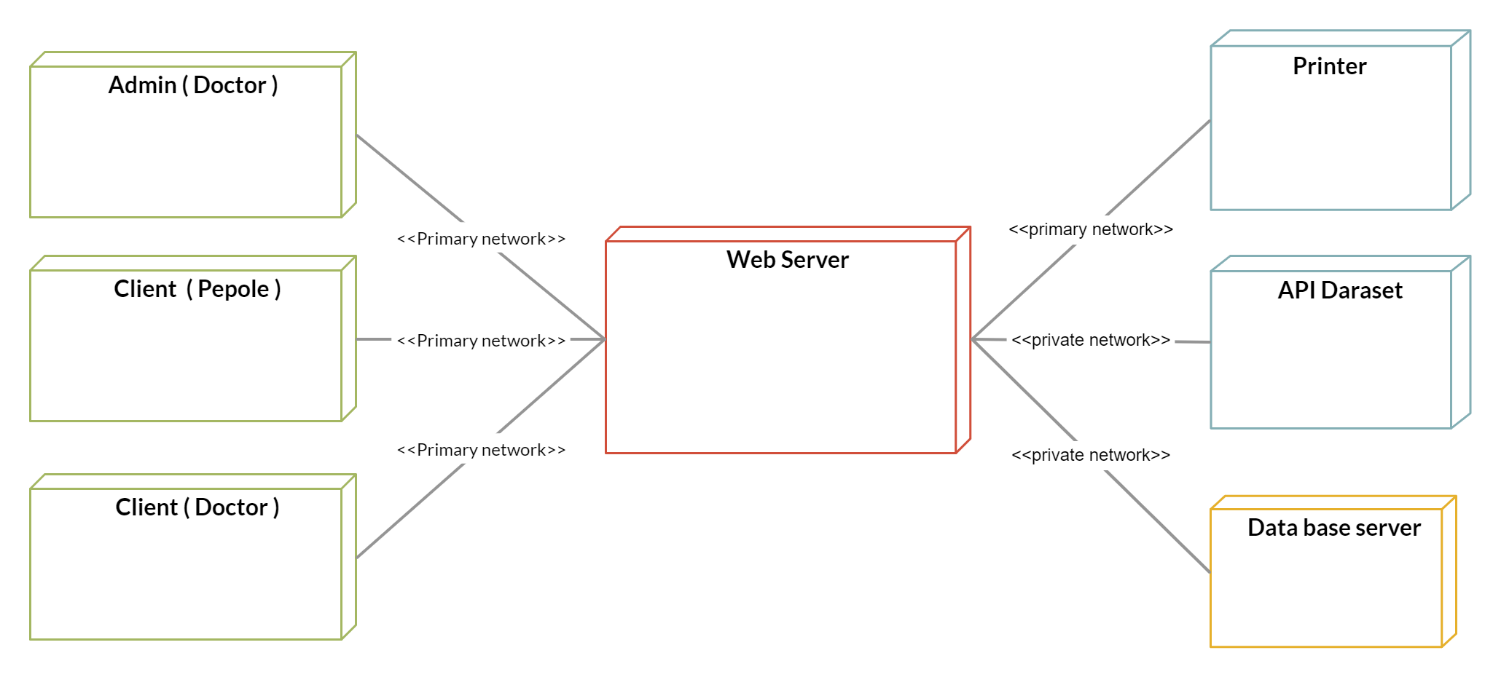 Admin ( Doctor )
<<Primary network>>
Client ( Pepole )
<<Primary network>>
Client ( Doctor )
<<Primary network>>
Web Server
Printer
<<primary network>>
API Daraset
<<private network>>
Data base server
<<private network>>